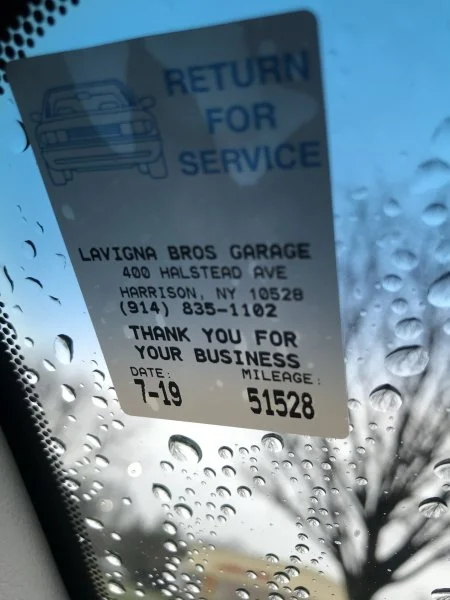 RETURN
FOR
SERVICE
LAVIGNA BROS GARAGE
400 HALSTEAD AVE
HARRISON, NY 10528
(914) 835-1102
THANK YOU FOR
YOUR BUSINESS
DATE: MILEAGE:
7-19 51528